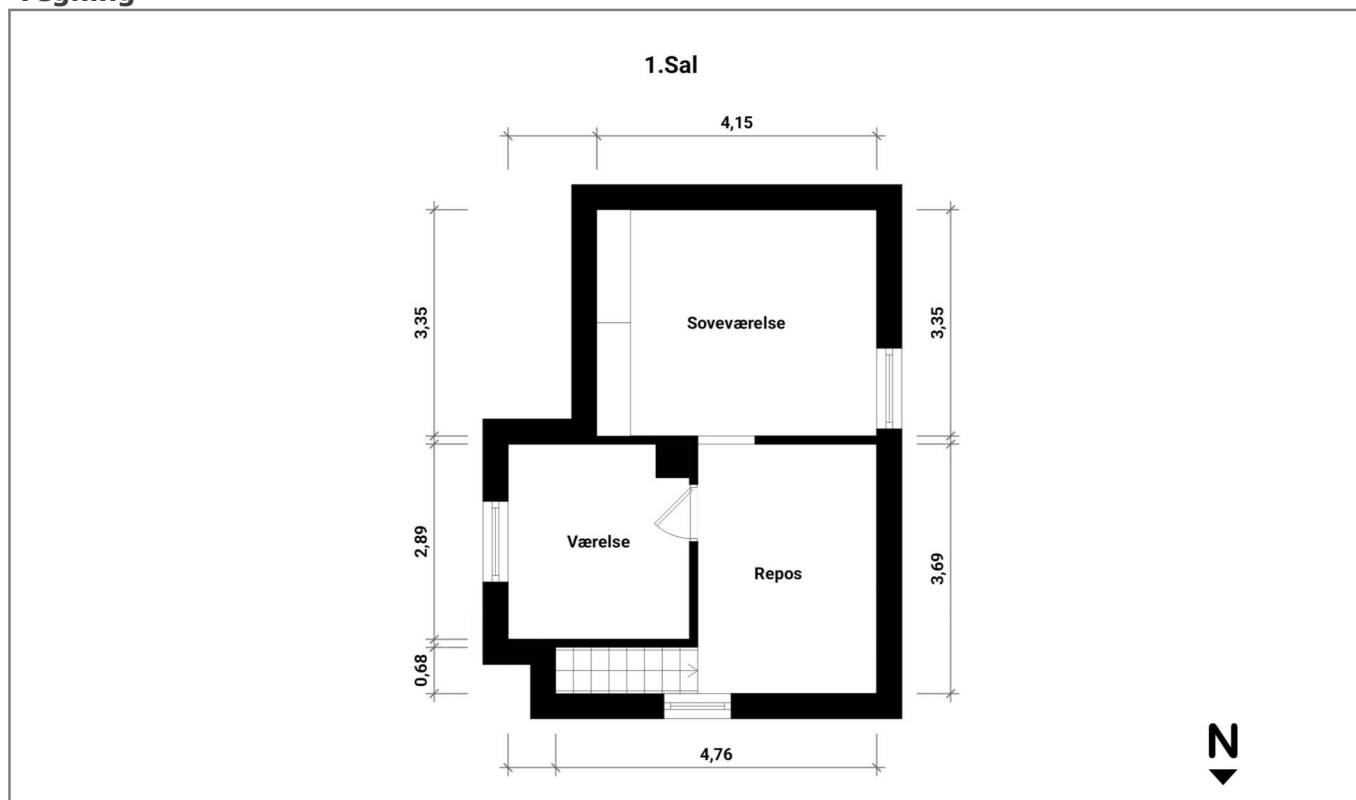 1.Sal
4,15
3,35
Soveværelse
3,35
2,89
Værelse
Repos
3,69
0,68
4,76
N